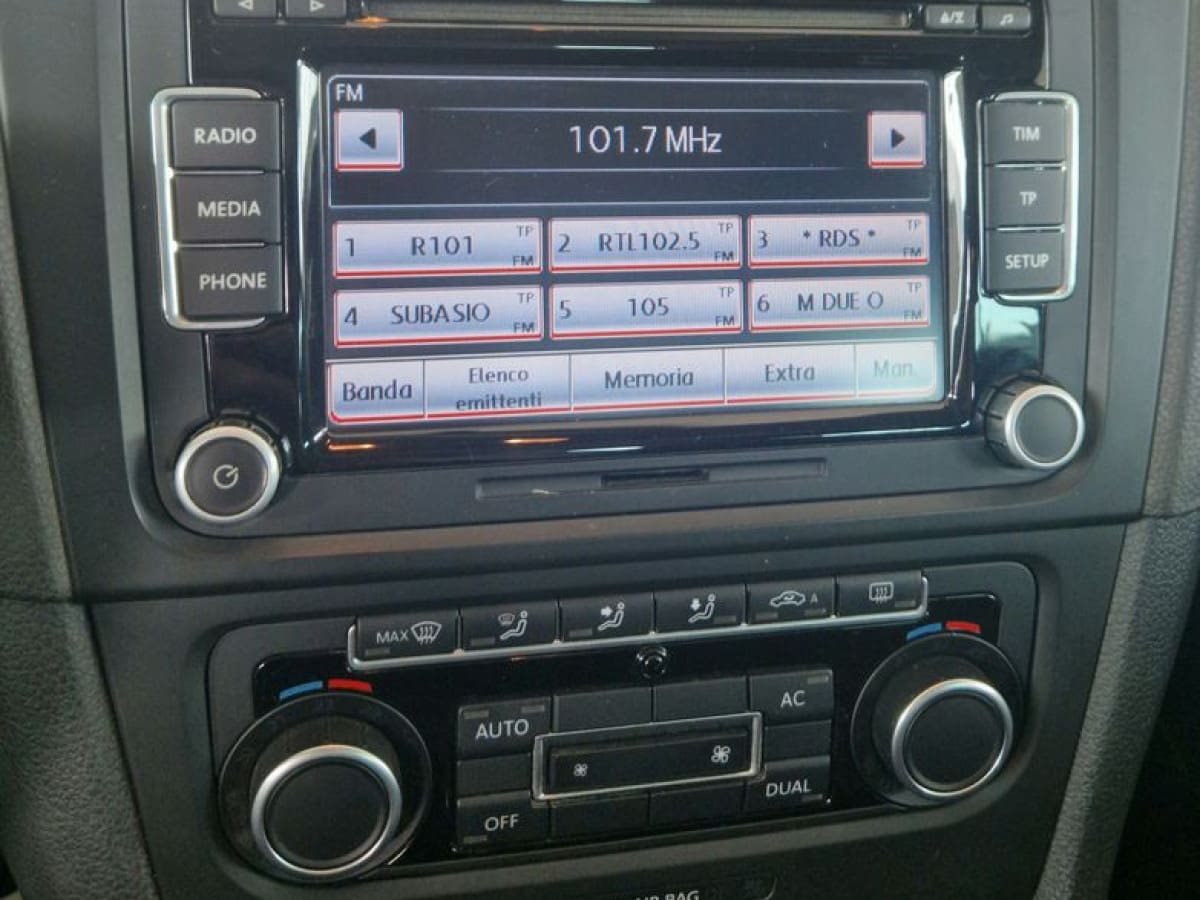 FM
101.7 MHz
RADIO
MEDIA
PHONE
TIM
TP
SETUP
1 R101 TP FM
2 RTL102.5 TP FM
3 * RDS * TP FM
4 SUBASIO TP FM
5 105 TP FM
6 M DUE O TP FM
Banda
Elenco
emittenti
Memoria
Extra
Man.
MAX
A
AUTO
AC
OFF
DUAL
BAG